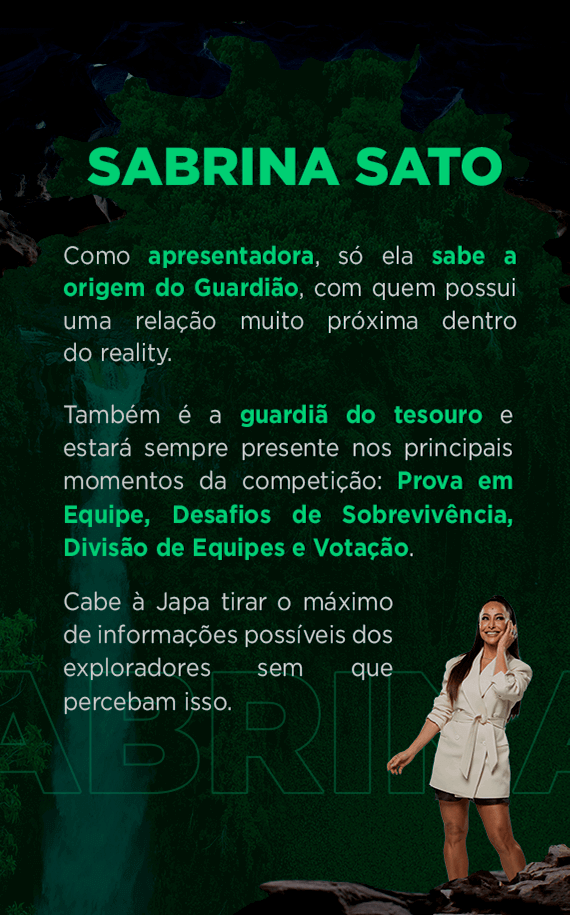 SABRINA SATO
Como apresentadora, só ela sabe a
origem do Guardião, com quem possui
uma relação muito próxima dentro
do reality.
Também é a guardiã do tesouro e
estará sempre presente nos principais
momentos da competição: Prova em
Equipe, Desafios de Sobrevivência,
Divisão de Equipes e Votação.
Cabe à Japa tirar o máximo
de informações possíveis dos
exploradores sem que
percebam isso.
ABRINA